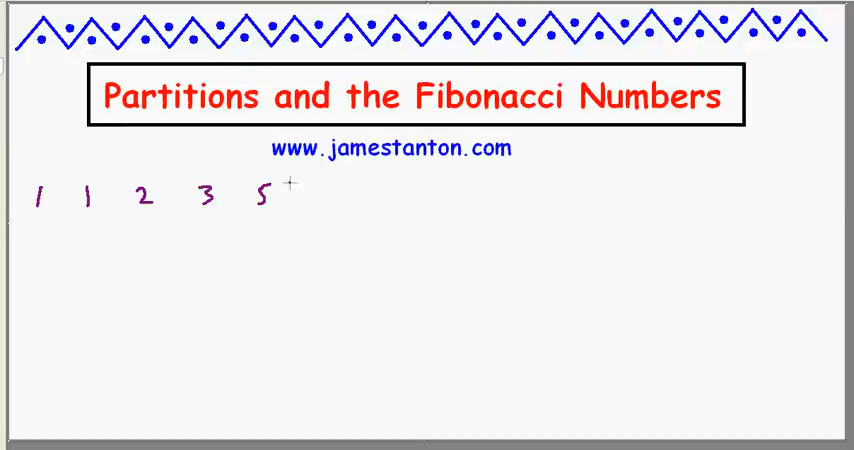 Partitions and the Fibonacci Numbers
www.jamestanton.com
1 1 2 3 5